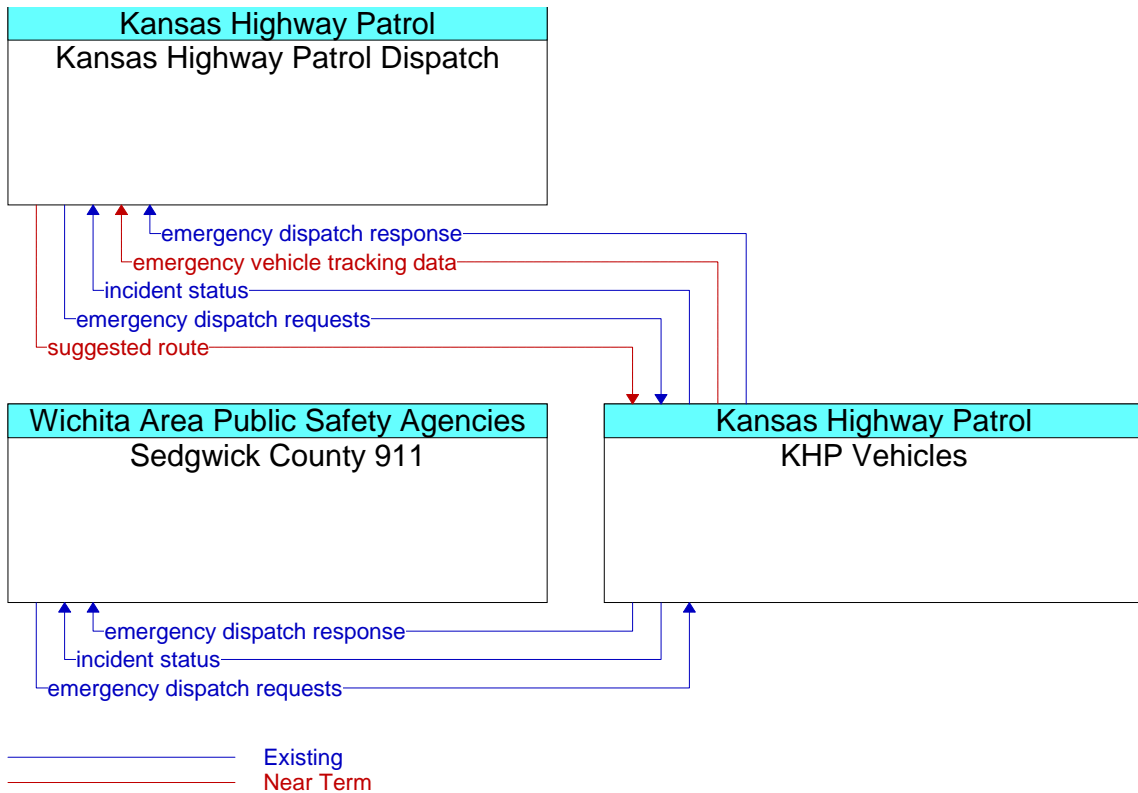 Kansas Highway Patrol
Kansas Highway Patrol Dispatch
emergency dispatch response
emergency vehicle tracking data
incident status
emergency dispatch requests
suggested route
Wichita Area Public Safety Agencies
Sedgwick County 911
Kansas Highway Patrol
KHP Vehicles
emergency dispatch response
incident status
emergency dispatch requests
Existing
Near Term